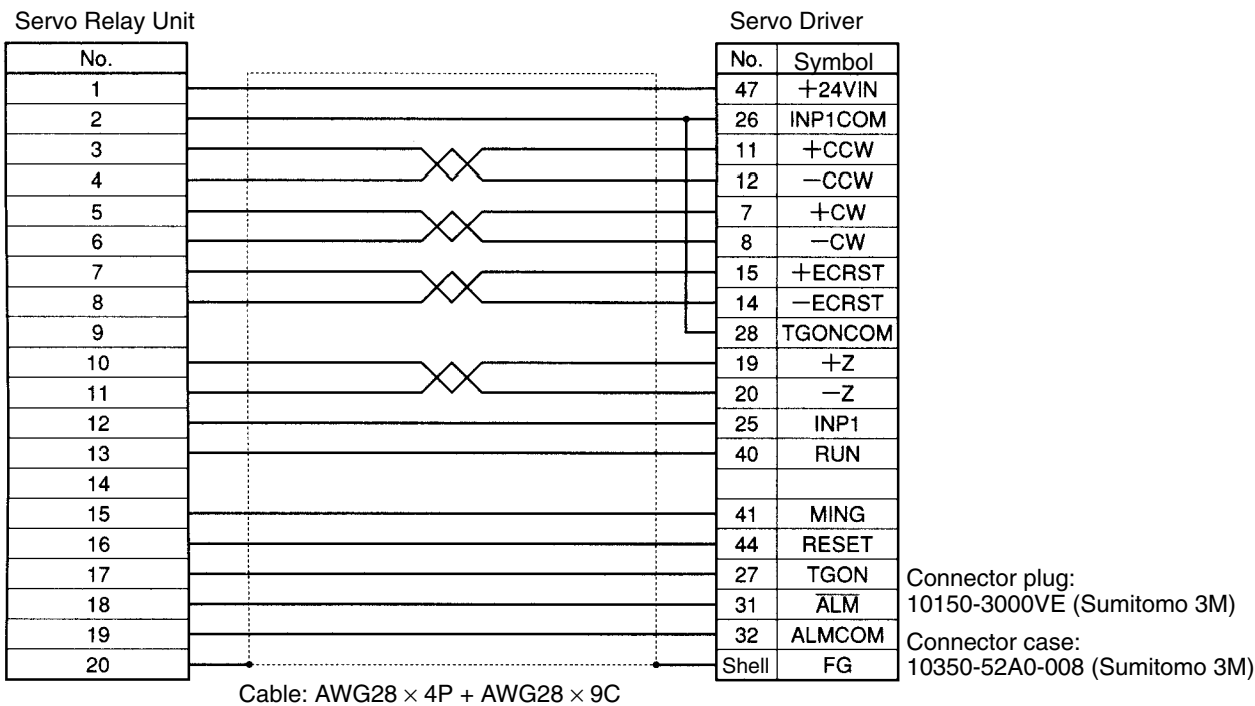 Servo Relay Unit Servo Driver
No. No. Symbol
1 47 +24VIN
2 26 INP1COM
3 11 +CCW
4 12 −CCW
5 7 +CW
6 8 −CW
7 15 +ECRST
8 14 −ECRST
9 28 TGONCOM
10 19 +Z
11 20 −Z
12 25 INP1
13 40 RUN
14
15 41 MING
16 44 RESET
17 27 TGON
18 31 A̅L̅M̅
19 32 ALMCOM
20 Shell FG
Connector plug:
10150-3000VE (Sumitomo 3M)
Connector case:
10350-52A0-008 (Sumitomo 3M)
Cable: AWG28 × 4P + AWG28 × 9C